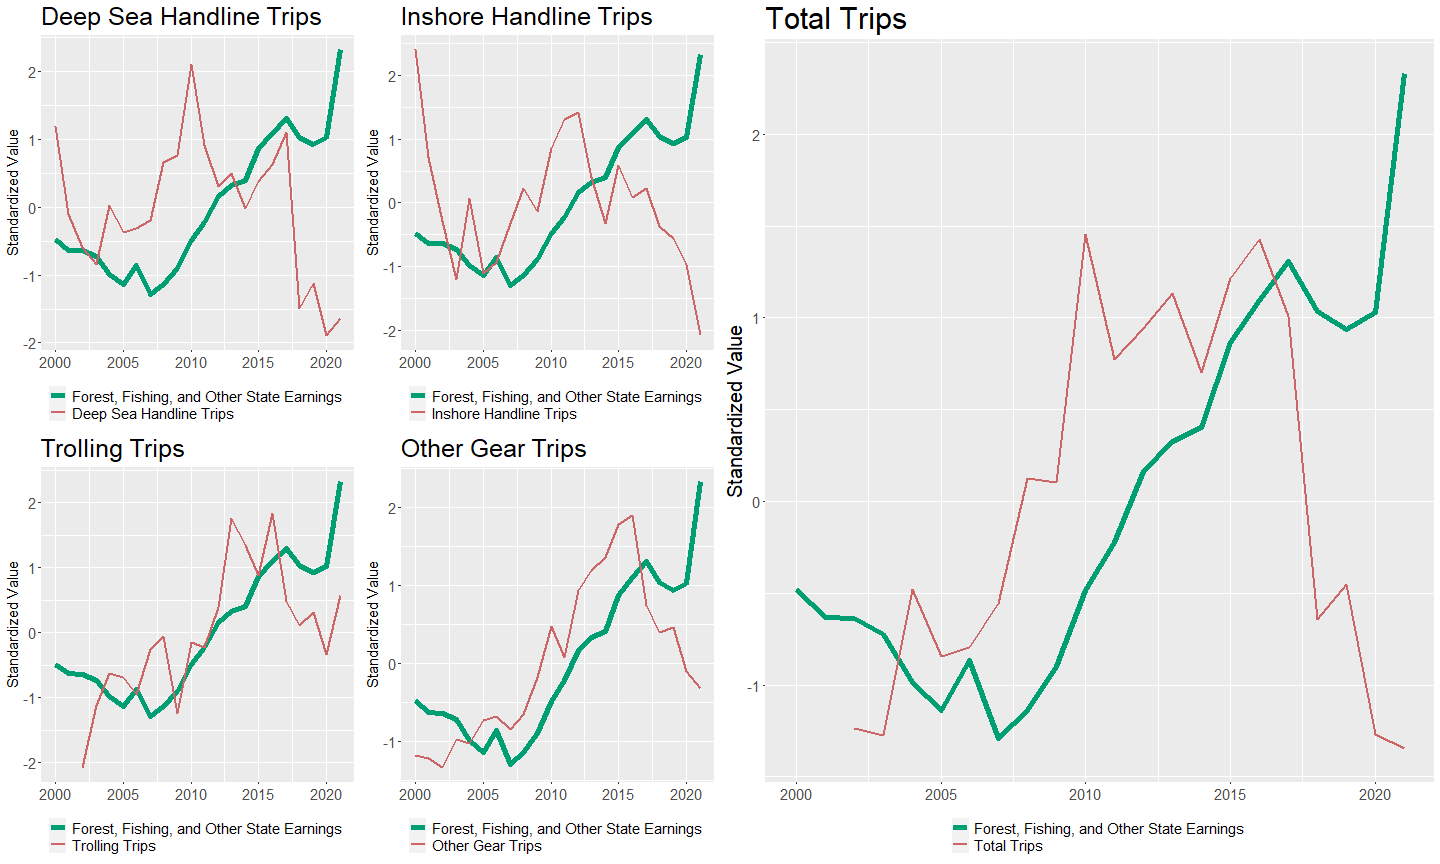 Deep Sea Handline Trips
Standardized Value
2
1
0
-1
-2
2000 2005 2010 2015 2020
Forest, Fishing, and Other State Earnings
Deep Sea Handline Trips
Inshore Handline Trips
Standardized Value
2
1
0
-1
-2
2000 2005 2010 2015 2020
Forest, Fishing, and Other State Earnings
Inshore Handline Trips
Trolling Trips
Standardized Value
2
1
0
-1
-2
2000 2005 2010 2015 2020
Forest, Fishing, and Other State Earnings
Trolling Trips
Other Gear Trips
Standardized Value
2
1
0
-1
2000 2005 2010 2015 2020
Forest, Fishing, and Other State Earnings
Other Gear Trips
Total Trips
Standardized Value
2
1
0
-1
2000 2005 2010 2015 2020
Forest, Fishing, and Other State Earnings
Total Trips